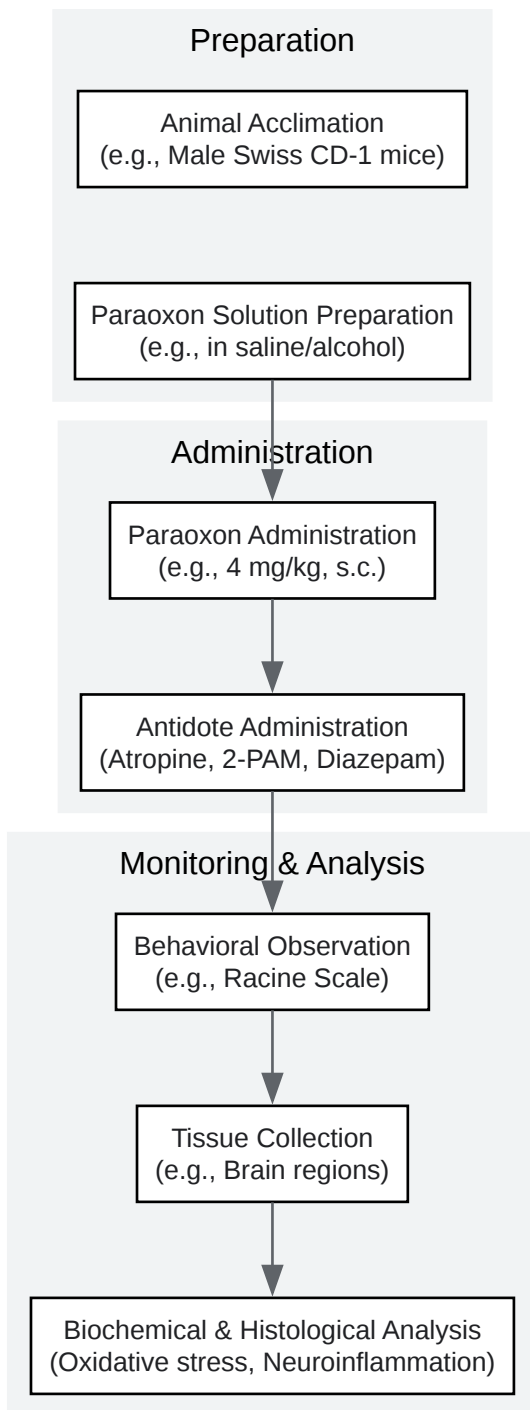 Preparation
Animal Acclimation
(e.g., Male Swiss CD-1 mice)
Paraoxon Solution Preparation
(e.g., in saline/alcohol)
Administration
Paraoxon Administration
(e.g., 4 mg/kg, s.c.)
Antidote Administration
(Atropine, 2-PAM, Diazepam)
Monitoring & Analysis
Behavioral Observation
(e.g., Racine Scale)
Tissue Collection
(e.g., Brain regions)
Biochemical & Histological Analysis
(Oxidative stress, Neuroinflammation)